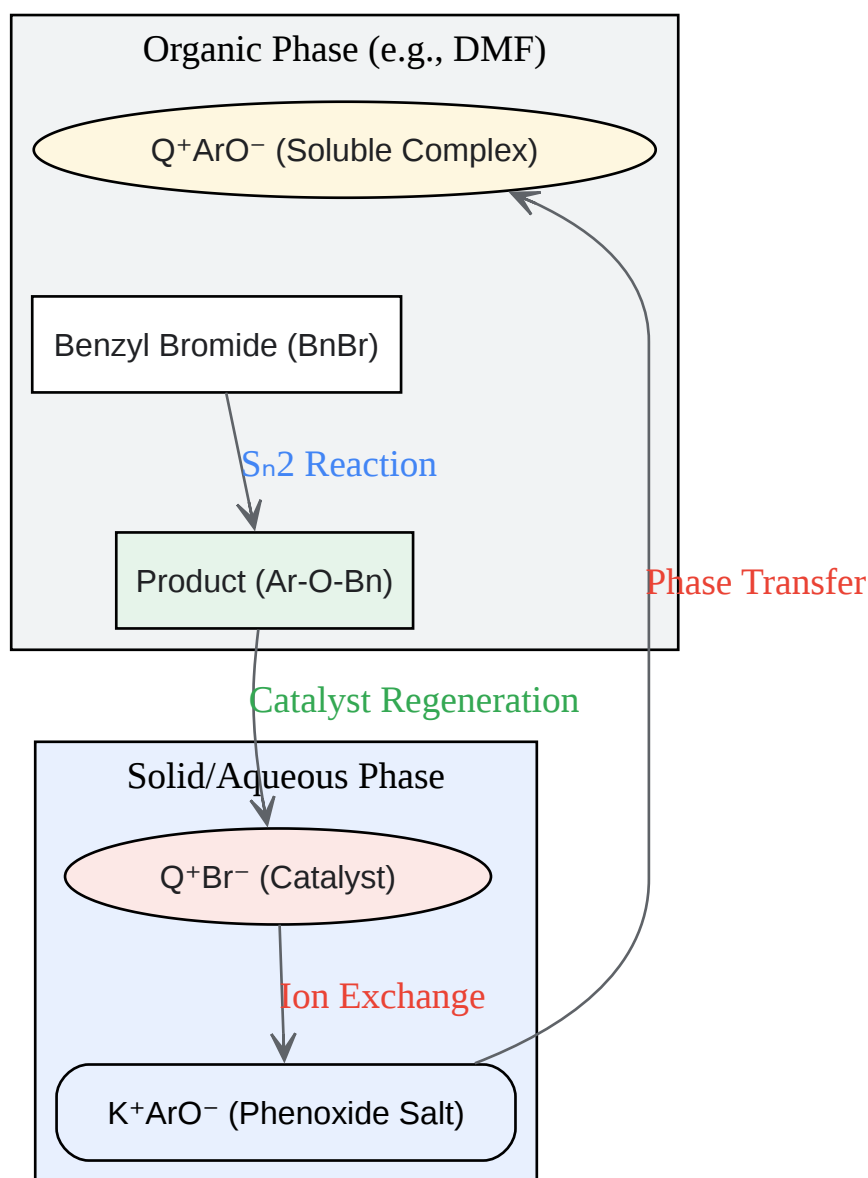 Organic Phase (e.g., DMF)
Q⁺ArO⁻ (Soluble Complex)
Benzyl Bromide (BnBr)
Sₙ2 Reaction
Product (Ar-O-Bn)
Phase Transfer
Catalyst Regeneration
Solid/Aqueous Phase
Q⁺Br⁻ (Catalyst)
Ion Exchange
K⁺ArO⁻ (Phenoxide Salt)